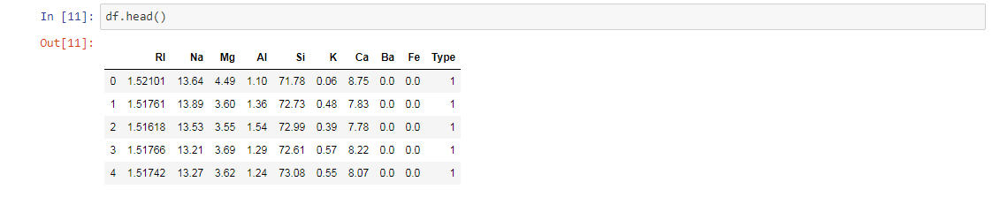 In [11]: df.head()
Out[11]:
RI Na Mg Al Si K Ca Ba Fe Type
0 1.52101 13.64 4.49 1.10 71.78 0.06 8.75 0.0 0.0 1
1 1.51761 13.89 3.60 1.36 72.73 0.48 7.83 0.0 0.0 1
2 1.51618 13.53 3.55 1.54 72.99 0.39 7.78 0.0 0.0 1
3 1.51766 13.21 3.69 1.29 72.61 0.57 8.22 0.0 0.0 1
4 1.51742 13.27 3.62 1.24 73.08 0.55 8.07 0.0 0.0 1